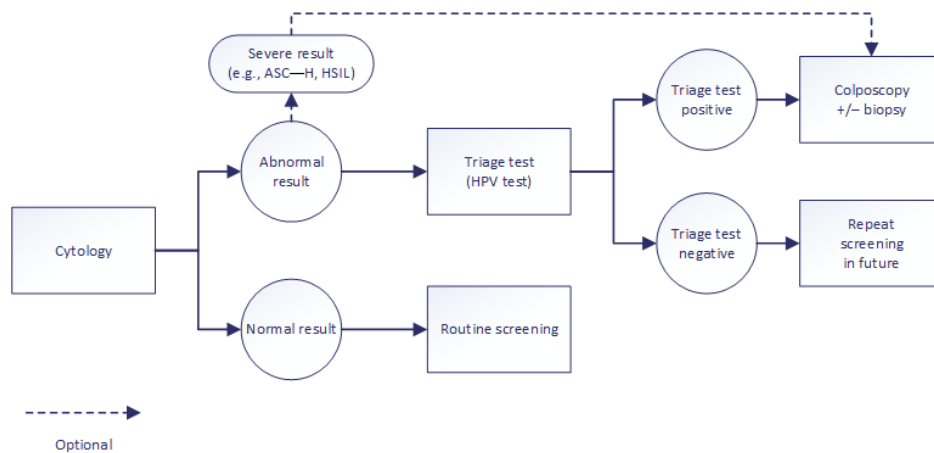 Severe result
(e.g., ASC—H, HSIL)
Triage test
positive
Colposcopy
+/− biopsy
Abnormal
result
Triage test
(HPV test)
Cytology
Triage test
negative
Repeat
screening
in future
Normal result
Routine screening
Optional